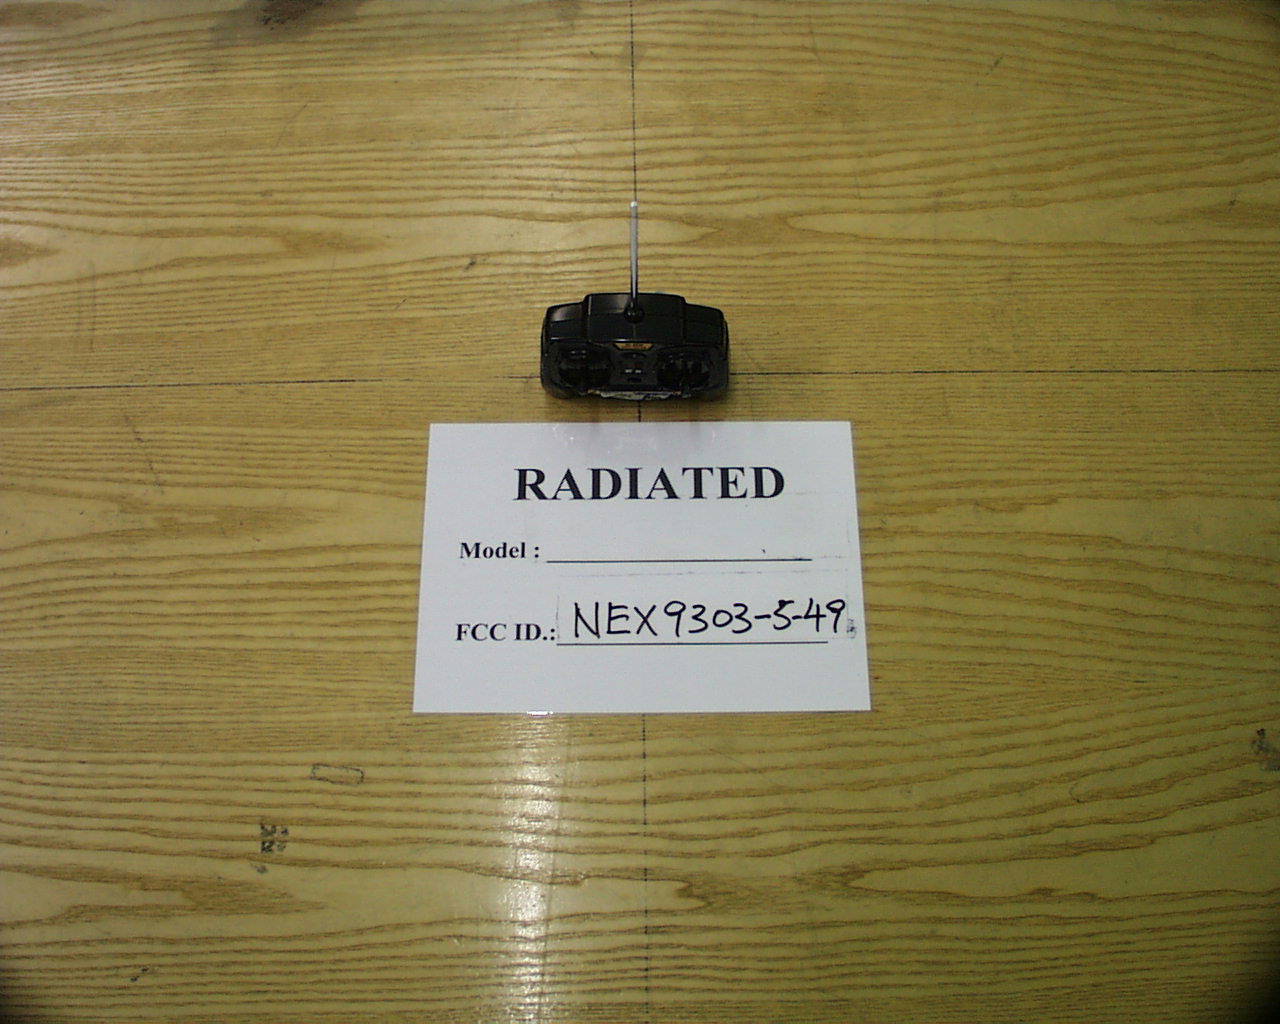 RADIATED
Model :
FCC ID.: NEX9303-5-49